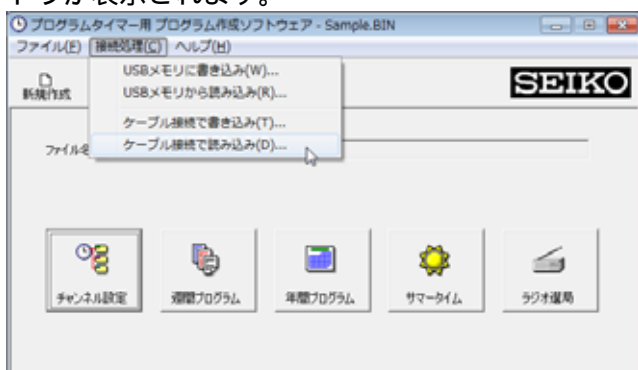 ドウが表示されます。
プログラムタイマー用 プログラム作成ソフトウェア - Sample.BIN
ファイル(F) 接続処理(C) ヘルプ(H)
USBメモリに書き込み(W)...
USBメモリから読み込み(R)...
ケーブル接続で書き込み(T)...
ケーブル接続で読み込み(D)...
新規作成
SEIKO
ファイル名
チャンネル設定 週間プログラム 年間プログラム サマータイム ラジオ選局